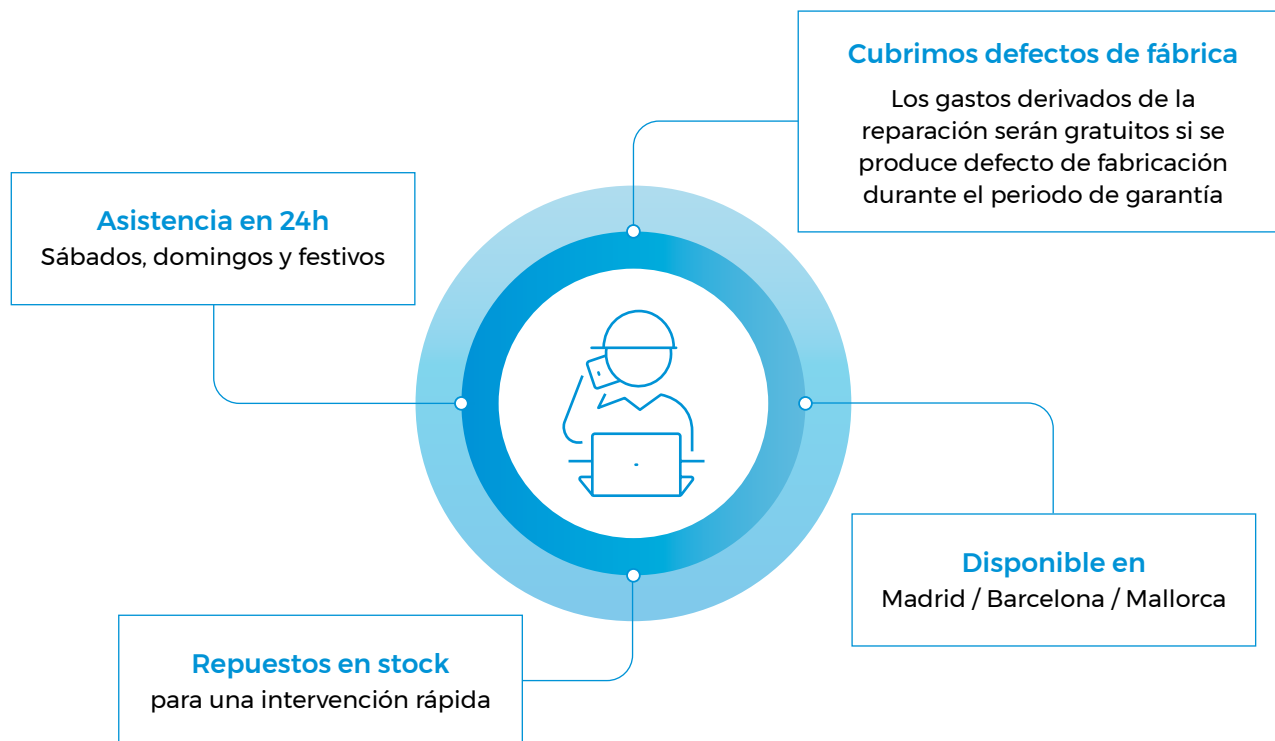 Cubrimos defectos de fábrica
Los gastos derivados de la
reparación serán gratuitos si se
produce defecto de fabricación
durante el periodo de garantía
Asistencia en 24h
Sábados, domingos y festivos
Disponible en
Madrid / Barcelona / Mallorca
Repuestos en stock
para una intervención rápida